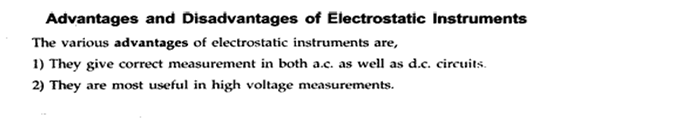 Advantages and Disadvantages of Electrostatic Instruments
The various advantages of electrostatic instruments are,
1) They give correct measurement in both a.c. as well as d.c. circuits.
2) They are most useful in high voltage measurements.